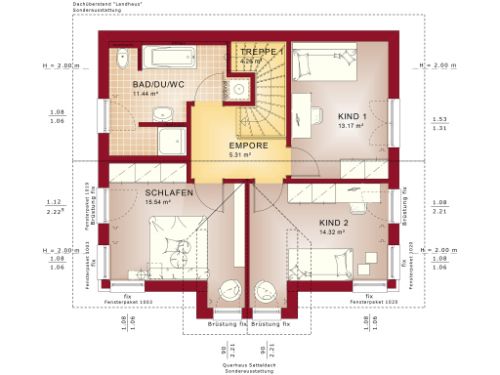 Dachüberstand "Landhaus"
Sonderausstattung
TREPPE 1
4.26 m²
H = 2.00 m
H = 2.00 m
BAD/DU/WC
11.44 m²
1.08
1.06
KIND 1
13.17 m²
1.53
1.31
EMPORE
5.31 m²
SCHLAFEN
15.54 m²
KIND 2
14.32 m²
1.12
2.22⁵
Brüstung fix
Fensterpaket 1019
Brüstung fix
1.08
2.21
H = 2.00 m
H = 2.00 m
1.08
1.06
Fensterpaket 1003
Fensterpaket 1020
1.08
1.06
fix
Fensterpaket 1003
fix
Fensterpaket 1020
1.08
1.06
Brüstung fix
Brüstung fix
1.08
1.06
90
2.21
90
2.21
Querhaus Satteldach
Sonderausstattung